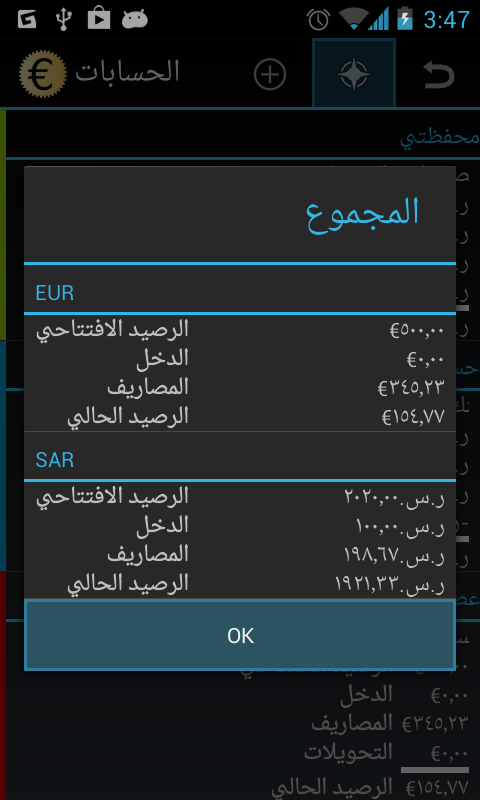 3:47
الحسابات
محفظتي
المجموع
EUR
الرصيد الافتتاحي €٥٠٠,٠٠
الدخل €٠,٠٠
المصاريف €٣٤٥,٢٣
الرصيد الحالي €١٥٤,٧٧
SAR
الرصيد الافتتاحي ر.س.٢٠٢٠,٠٠
الدخل ر.س.١٠٠,٠٠
المصاريف ر.س.١٩٨,٦٧
الرصيد الحالي ر.س.١٩٢١,٣٣
OK
€٠,٠٠
الدخل €٠,٠٠
المصاريف €٣٤٥,٢٣
التحويلات €٠,٠٠
الرصيد الحالي €١٥٤,٧٧